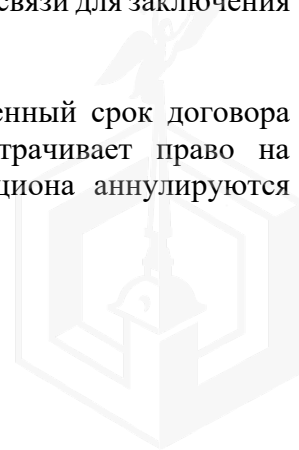 связи для заключения
енный срок договора
трачивает право на
циона аннулируются